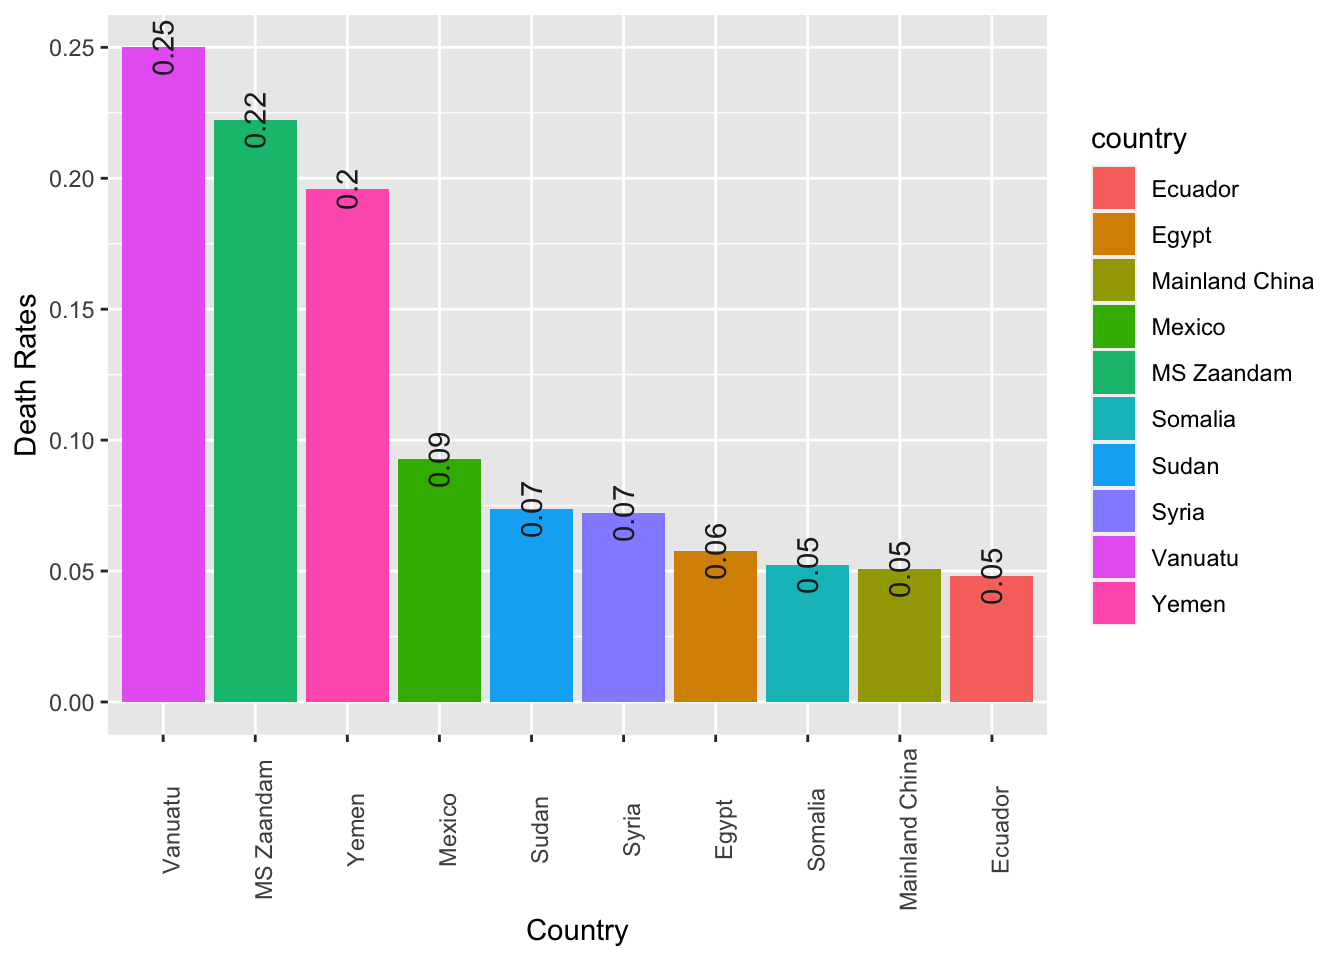 0.25
0.20
0.15
0.10
0.05
0.00
Death Rates
0.25
0.22
0.2
0.09
0.07
0.07
0.06
0.05
0.05
0.05
Vanuatu
MS Zaandam
Yemen
Mexico
Sudan
Syria
Egypt
Somalia
Mainland China
Ecuador
Country
country
Ecuador
Egypt
Mainland China
Mexico
MS Zaandam
Somalia
Sudan
Syria
Vanuatu
Yemen